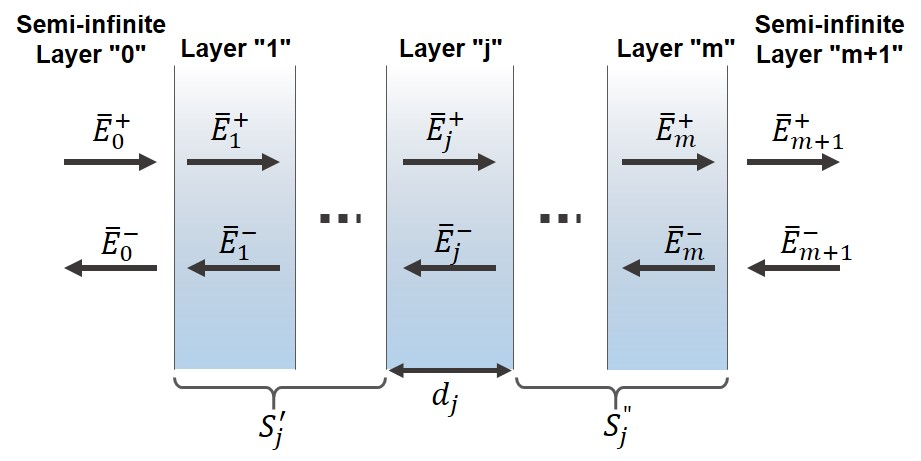 Semi-infinite
Layer "0"
Layer "1"
Layer "j"
Layer "m"
Semi-infinite
Layer "m+1"
Ē₀⁺
Ē₁⁺
Ēⱼ⁺
Ēₘ⁺
Ēₘ₊₁⁺
Ē₀⁻
Ē₁⁻
Ēⱼ⁻
Ēₘ⁻
Ēₘ₊₁⁻
dⱼ
Sⱼ′
Sⱼ"